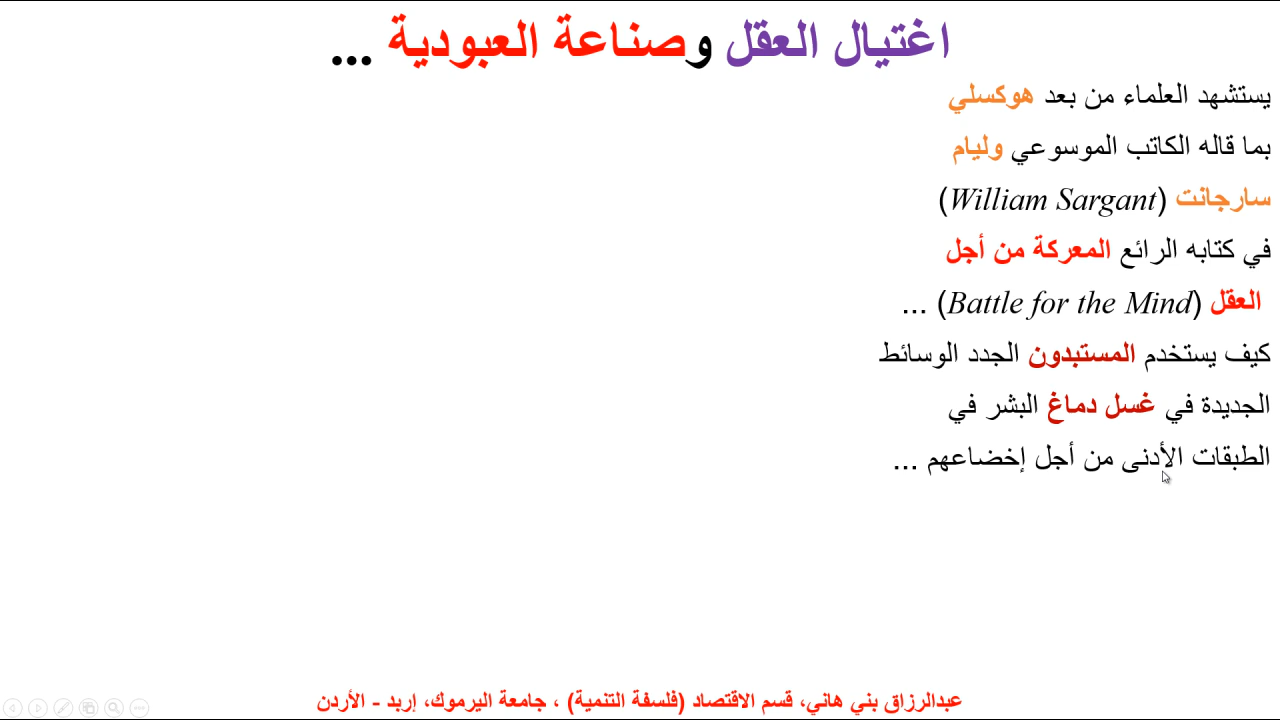 اغتيال العقل وصناعة العبودية ...
يستشهد العلماء من بعد هوكسلي
بما قاله الكاتب الموسوعي وليام
سارجانت (William Sargant)
في كتابه الرائع المعركة من أجل
العقل (Battle for the Mind) ...
كيف يستخدم المستبدون الجدد الوسائط
الجديدة في غسل دماغ البشر في
الطبقات الأدنى من أجل إخضاعهم ...
عبدالرزاق بني هاني، قسم الاقتصاد (فلسفة التنمية) ، جامعة اليرموك، إربد - الأردن